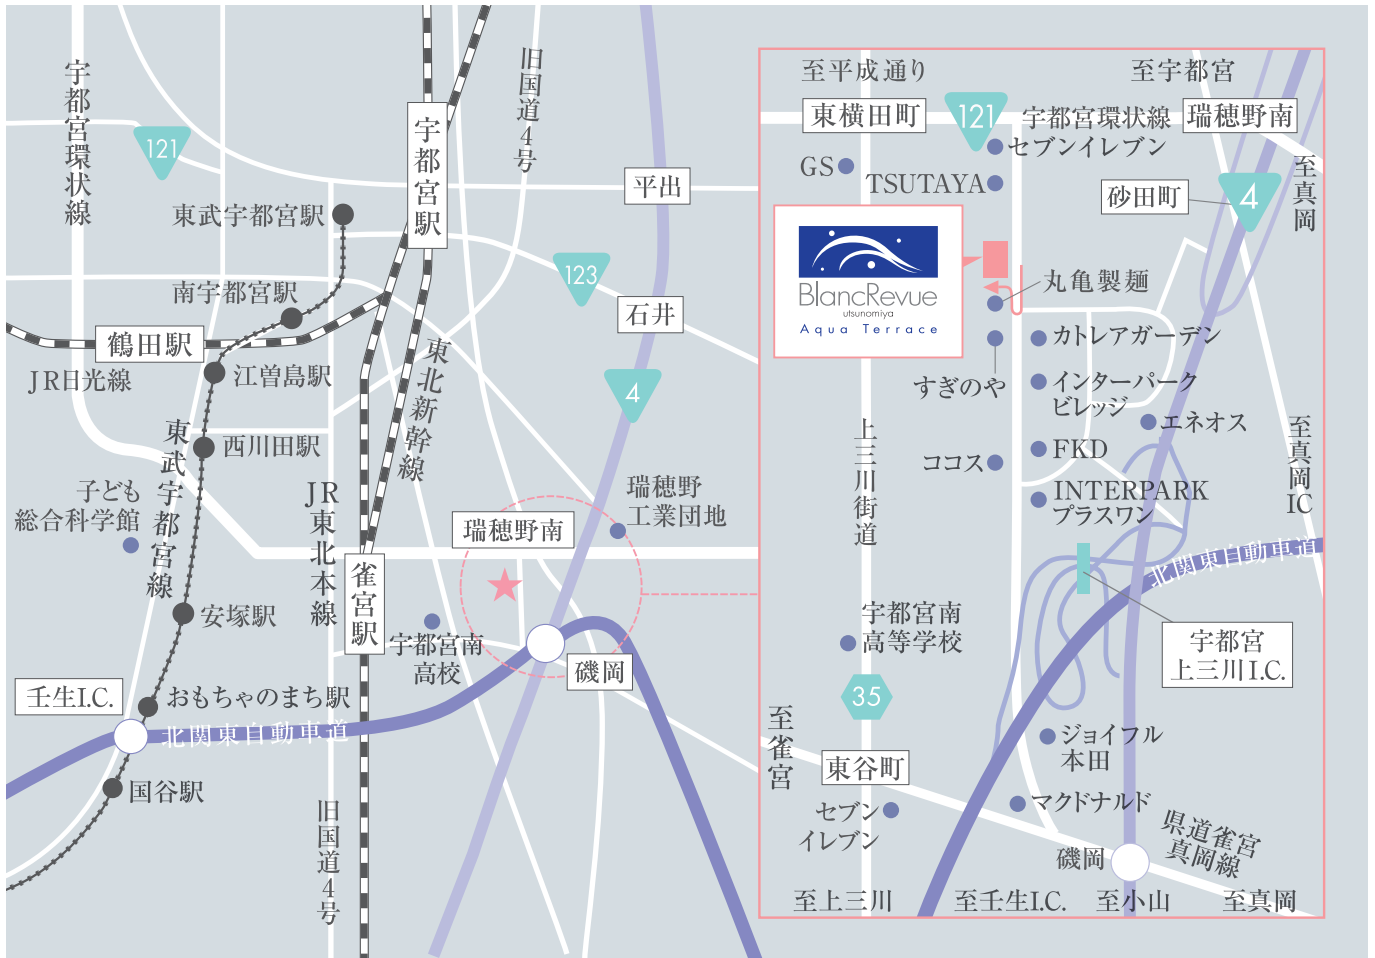 宇都宮環状線
121
東武宇都宮駅
南宇都宮駅
鶴田駅
JR日光線
江曽島駅
東武宇都宮線
西川田駅
子ども
総合科学館
安塚駅
壬生I.C.
おもちゃのまち駅
北関東自動車道
国谷駅
宇都宮駅
旧国道4号
平出
123
石井
4
東北新幹線
JR東北本線
雀宮駅
瑞穂野
工業団地
瑞穂野南
宇都宮南
高校
磯岡
旧国道4号
至平成通り
至宇都宮
東横田町
121
宇都宮環状線
瑞穂野南
セブンイレブン
GS
TSUTAYA
至真岡
砂田町
4
BlancRevue
utsunomiya
Aqua Terrace
丸亀製麺
カトレアガーデン
すぎのや
インターパーク
ビレッジ
エネオス
上三川街道
ココス
FKD
至真岡IC
INTERPARK
プラスワン
北関東自動車道
宇都宮南
高等学校
宇都宮
上三川I.C.
35
至雀宮
ジョイフル
本田
東谷町
マクドナルド
セブン
イレブン
県道雀宮
真岡線
磯岡
至上三川
至壬生I.C.
至小山
至真岡